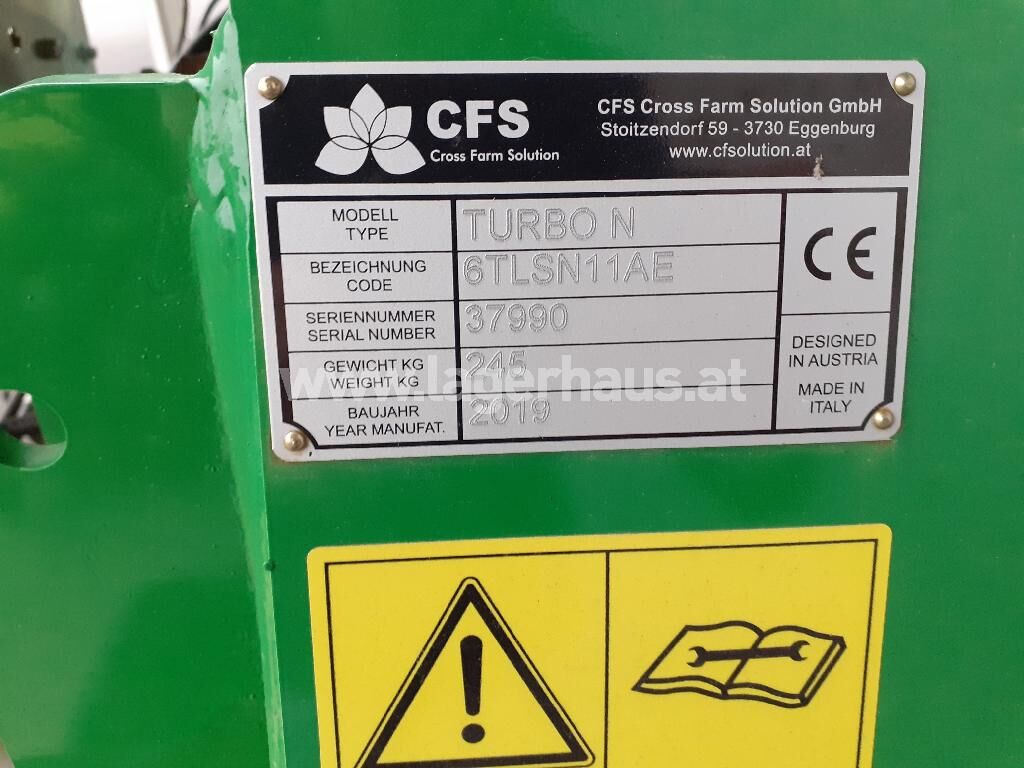 CFS
Cross Farm Solution
CFS Cross Farm Solution GmbH
Stoitzendorf 59 - 3730 Eggenburg
www.cfsolution.at
MODELL
TYPE
TURBO N
BEZEICHNUNG
CODE
6TLSN11AE
SERIENNUMMER
SERIAL NUMBER
37990
GEWICHT KG
WEIGHT KG
245
BAUJAHR
YEAR MANUFAT.
2019
CE
DESIGNED
IN AUSTRIA
MADE IN
ITALY
www.lagerhaus.at